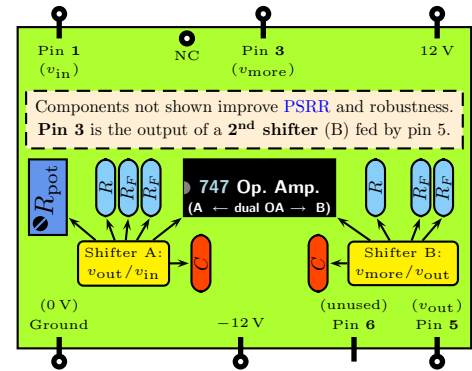 Pin 1
(v_in)
NC
Pin 3
(v_more)
12 V
Components not shown improve PSRR and robustness.
Pin 3 is the output of a 2nd shifter (B) fed by pin 5.
R_pot
R
R_F
R_F
747 Op. Amp.
(A ← dual OA → B)
R
R_F
R_F
Shifter A:
v_out/v_in
C
C
Shifter B:
v_more/v_out
(0 V)
Ground
−12 V
(unused)
Pin 6
(v_out)
Pin 5